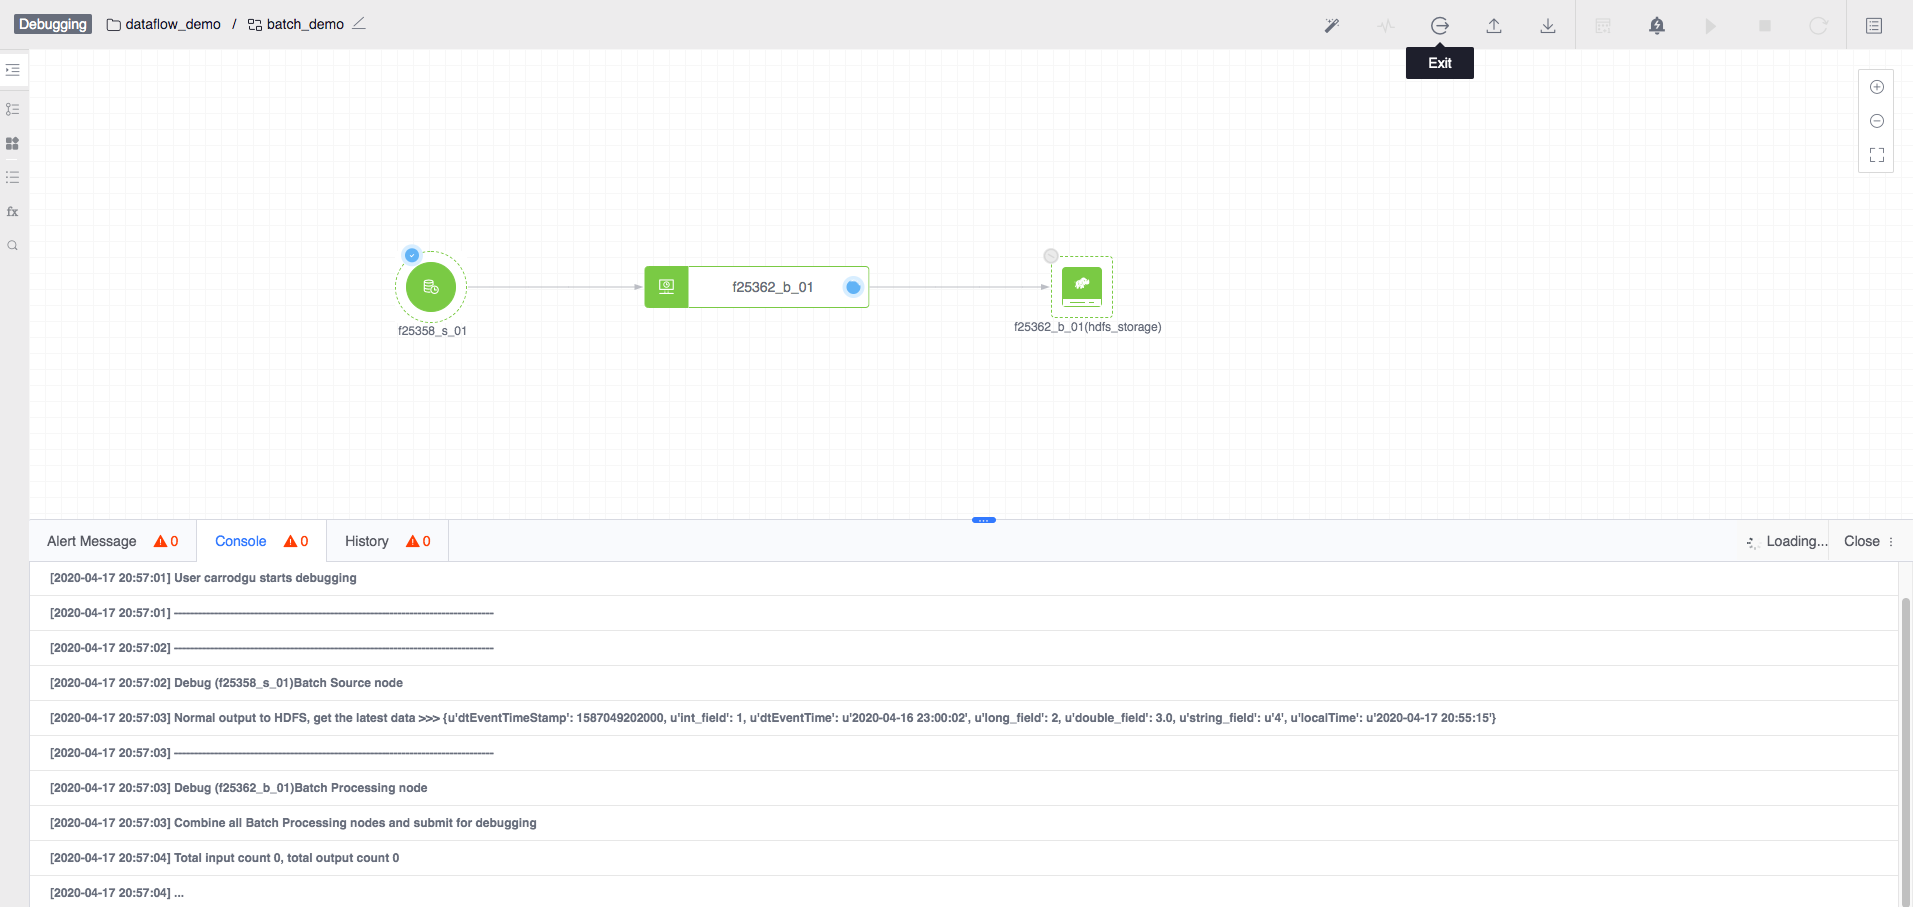 Debugging dataflow_demo / batch_demo
Exit
fx
f25358_s_01
f25362_b_01
f25362_b_01(hdfs_storage)
Alert Message 0 Console 0 History 0 Loading... Close
[2020-04-17 20:57:01] User carrodgu starts debugging
[2020-04-17 20:57:01] --------------------------------------------------------------------------------
[2020-04-17 20:57:02] --------------------------------------------------------------------------------
[2020-04-17 20:57:02] Debug (f25358_s_01)Batch Source node
[2020-04-17 20:57:03] Normal output to HDFS, get the latest data >>> {u'dtEventTimeStamp': 1587049202000, u'int_field': 1, u'dtEventTime': u'2020-04-16 23:00:02', u'long_field': 2, u'double_field': 3.0, u'string_field': u'4', u'localTime': u'2020-04-17 20:55:15'}
[2020-04-17 20:57:03] --------------------------------------------------------------------------------
[2020-04-17 20:57:03] Debug (f25362_b_01)Batch Processing node
[2020-04-17 20:57:03] Combine all Batch Processing nodes and submit for debugging
[2020-04-17 20:57:04] Total input count 0, total output count 0
[2020-04-17 20:57:04] ...